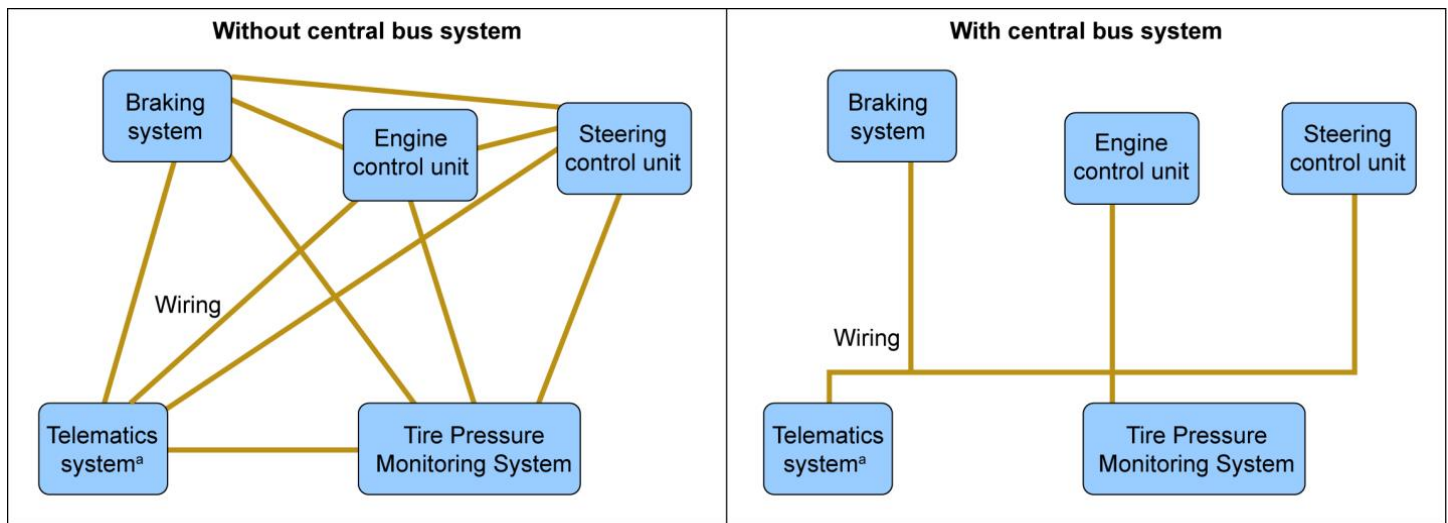 Without central bus system
Braking
system
Engine
control unit
Steering
control unit
Wiring
Telematics
systemᵃ
Tire Pressure
Monitoring System
With central bus system
Braking
system
Engine
control unit
Steering
control unit
Wiring
Telematics
systemᵃ
Tire Pressure
Monitoring System